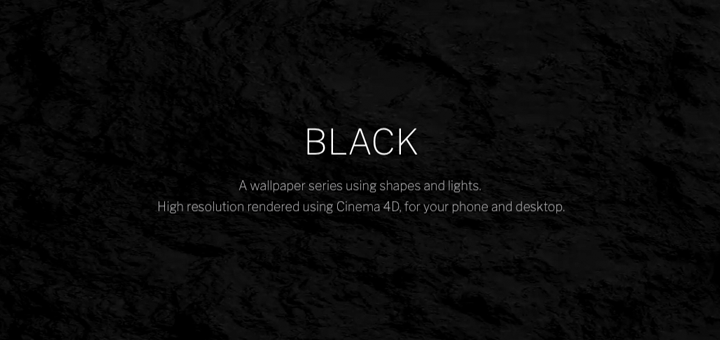 BLACK
A wallpaper series using shapes and lights.
High resolution rendered using Cinema 4D, for your phone and desktop.